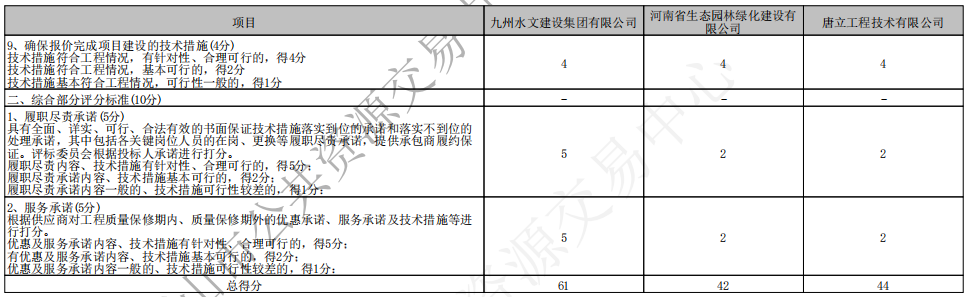 项目 九州水文建设集团有限公司 河南省生态园林绿化建设有限公司 唐立工程技术有限公司
9、确保报价完成项目建设的技术措施(4分)
技术措施符合工程情况，有针对性、合理可行的，得4分
技术措施符合工程情况，基本可行的，得2分
技术措施基本符合工程情况，可行性一般的，得1分
4 4 4
二、综合部分评分标准(10分) - - -
1、履职尽责承诺(5分)
具有全面、详实、可行、合法有效的书面保证技术措施落实到位的承诺和落实不到位的
处理承诺，其中包括各关键岗位人员的在岗、更换等履职尽责承诺，提供承包商履约保
证。评标委员会根据投标人承诺进行打分。
履职尽责内容、技术措施有针对性、合理可行的，得5分；
履职尽责承诺内容、技术措施基本可行的，得2分；
履职尽责承诺内容一般的、技术措施可行性较差的，得1分；
5 2 2
2、服务承诺(5分)
根据供应商对工程质量保修期内、质量保修期外的优惠承诺、服务承诺及技术措施等进
行打分。
优惠及服务承诺内容、技术措施有针对性、合理可行的，得5分；
有优惠及服务承诺内容、技术措施基本可行的，得2分；
优惠及服务承诺内容一般的、技术措施可行性较差的，得1分；
5 2 2
总得分 61 42 44
山市公共资源交易中
资源交易中心